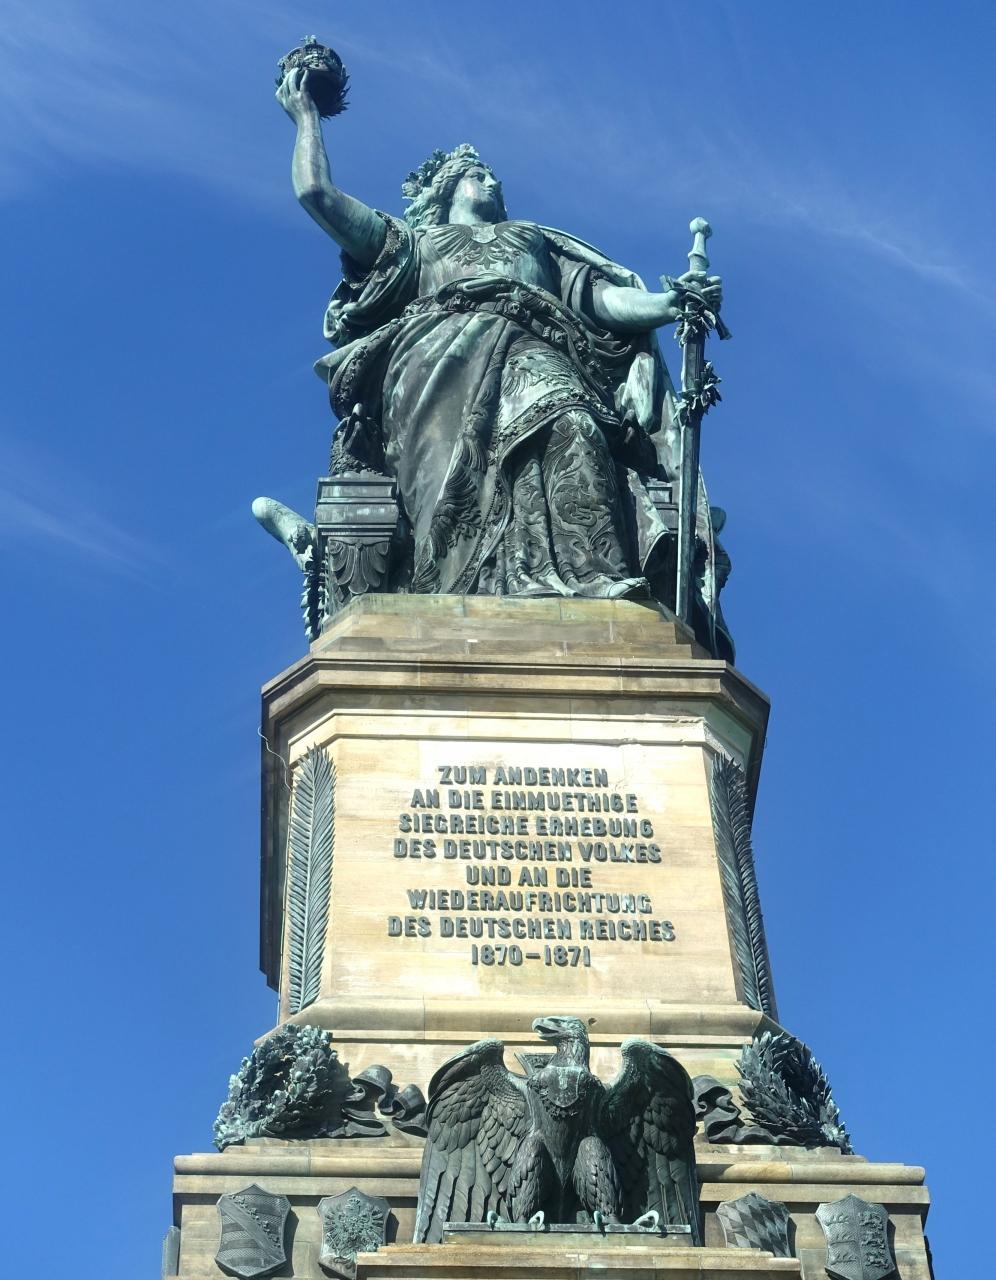 ZUM ANDENKEN
AN DIE EINMUETHIGE
SIEGREICHE ERHEBUNG
DES DEUTSCHEN VOLKES
UND AN DIE
WIEDERAUFRICHTUNG
DES DEUTSCHEN REICHES
1870–1871